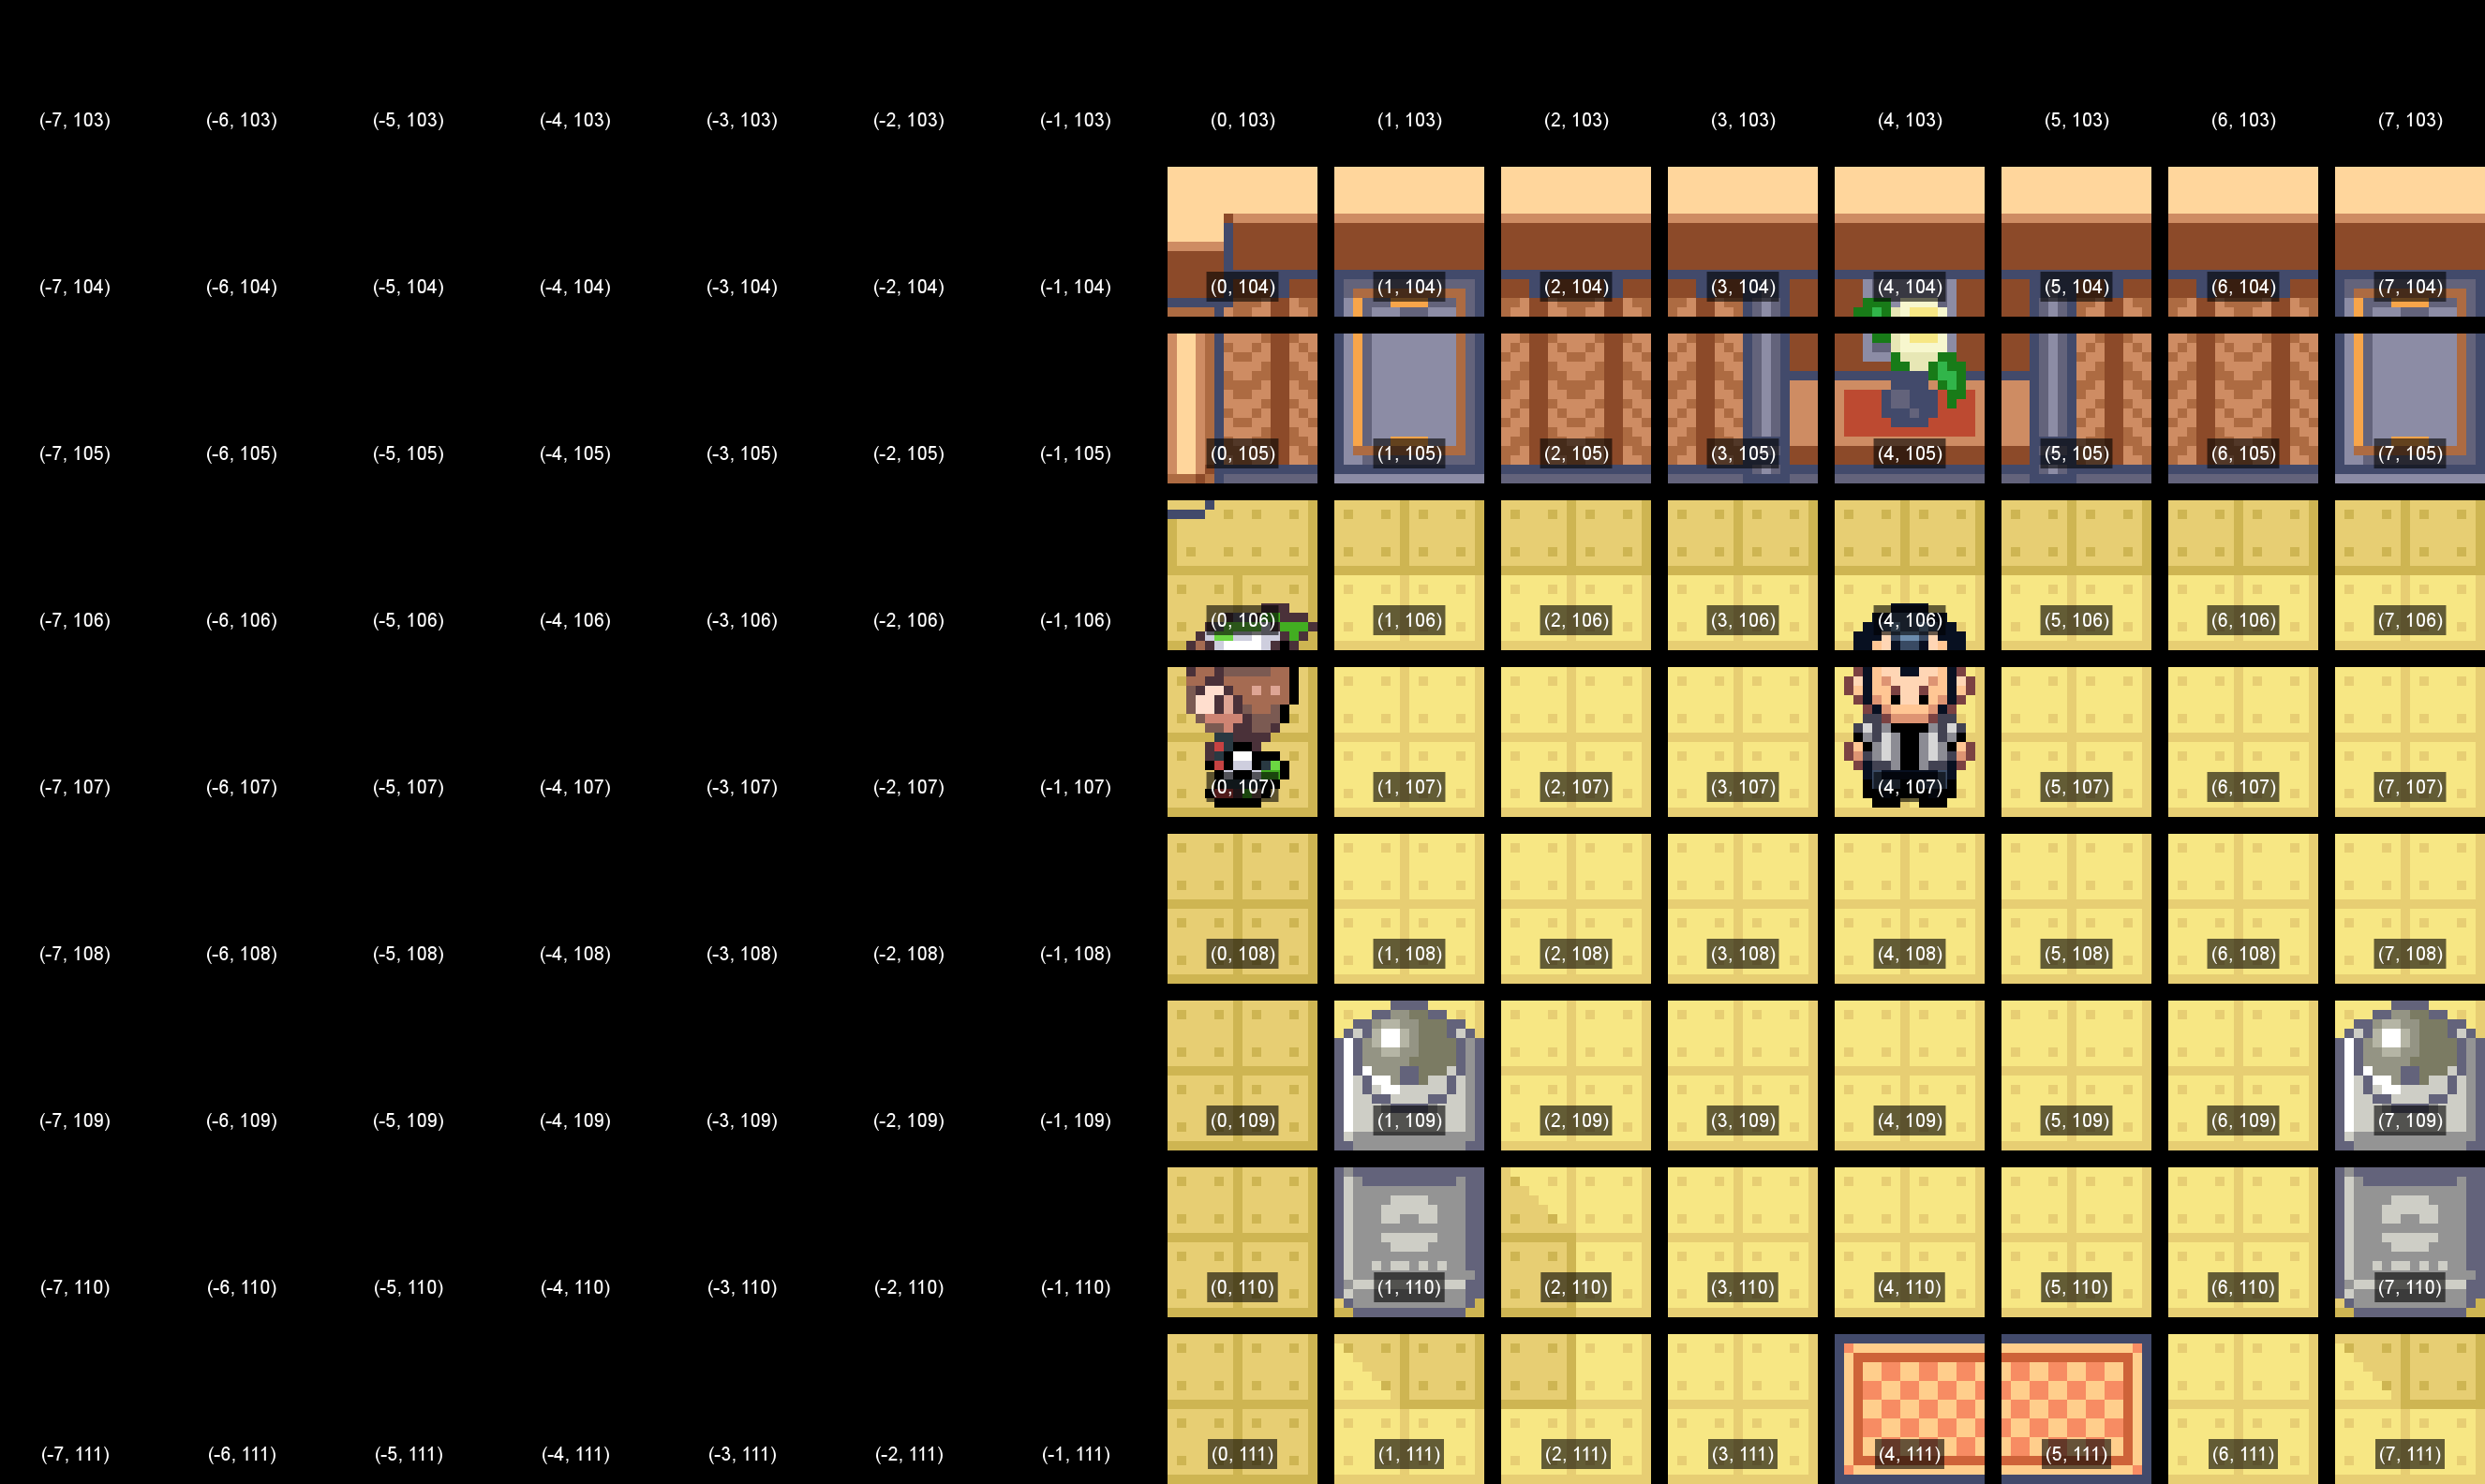 (-7, 103) (-6, 103) (-5, 103) (-4, 103) (-3, 103) (-2, 103) (-1, 103) (0, 103) (1, 103) (2, 103) (3, 103) (4, 103) (5, 103) (6, 103) (7, 103)
(-7, 104) (-6, 104) (-5, 104) (-4, 104) (-3, 104) (-2, 104) (-1, 104) (0, 104) (1, 104) (2, 104) (3, 104) (4, 104) (5, 104) (6, 104) (7, 104)
(-7, 105) (-6, 105) (-5, 105) (-4, 105) (-3, 105) (-2, 105) (-1, 105) (0, 105) (1, 105) (2, 105) (3, 105) (4, 105) (5, 105) (6, 105) (7, 105)
(-7, 106) (-6, 106) (-5, 106) (-4, 106) (-3, 106) (-2, 106) (-1, 106) (0, 106) (1, 106) (2, 106) (3, 106) (4, 106) (5, 106) (6, 106) (7, 106)
(-7, 107) (-6, 107) (-5, 107) (-4, 107) (-3, 107) (-2, 107) (-1, 107) (0, 107) (1, 107) (2, 107) (3, 107) (4, 107) (5, 107) (6, 107) (7, 107)
(-7, 108) (-6, 108) (-5, 108) (-4, 108) (-3, 108) (-2, 108) (-1, 108) (0, 108) (1, 108) (2, 108) (3, 108) (4, 108) (5, 108) (6, 108) (7, 108)
(-7, 109) (-6, 109) (-5, 109) (-4, 109) (-3, 109) (-2, 109) (-1, 109) (0, 109) (1, 109) (2, 109) (3, 109) (4, 109) (5, 109) (6, 109) (7, 109)
(-7, 110) (-6, 110) (-5, 110) (-4, 110) (-3, 110) (-2, 110) (-1, 110) (0, 110) (1, 110) (2, 110) (3, 110) (4, 110) (5, 110) (6, 110) (7, 110)
(-7, 111) (-6, 111) (-5, 111) (-4, 111) (-3, 111) (-2, 111) (-1, 111) (0, 111) (1, 111) (2, 111) (3, 111) (4, 111) (5, 111) (6, 111) (7, 111)